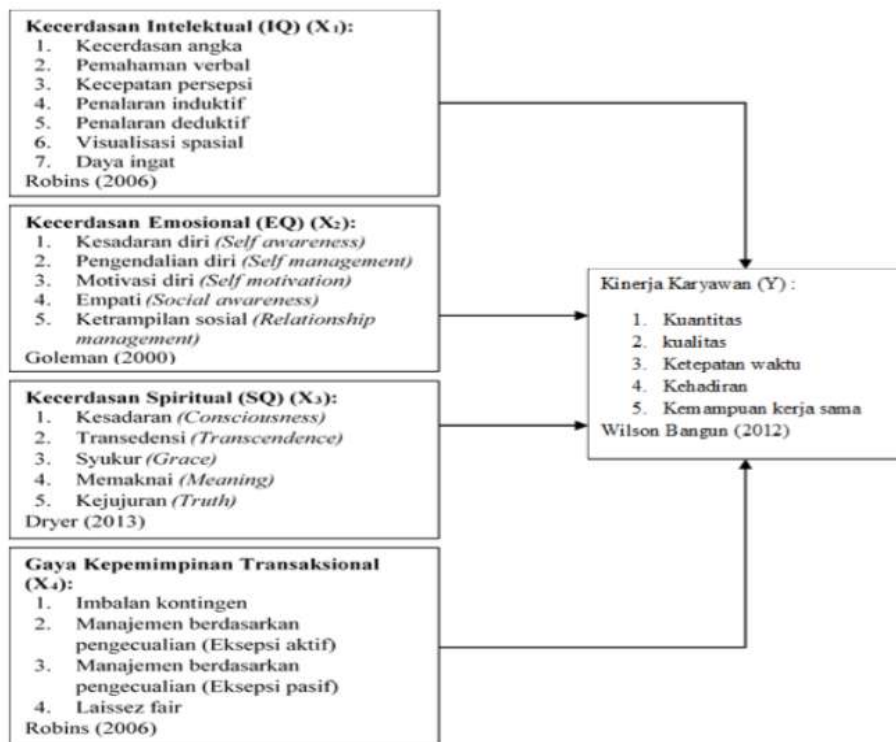 Kecerdasan Intelektual (IQ) (X₁):
1. Kecerdasan angka
2. Pemahaman verbal
3. Kecepatan persepsi
4. Penalaran induktif
5. Penalaran deduktif
6. Visualisasi spasial
7. Daya ingat
Robins (2006)
Kecerdasan Emosional (EQ) (X₂):
1. Kesadaran diri (Self awareness)
2. Pengendalian diri (Self management)
3. Motivasi diri (Self motivation)
4. Empati (Social awareness)
5. Ketrampilan sosial (Relationship
management)
Goleman (2000)
Kecerdasan Spiritual (SQ) (X₃):
1. Kesadaran (Consciousness)
2. Transedensi (Transcendence)
3. Syukur (Grace)
4. Memaknai (Meaning)
5. Kejujuran (Truth)
Dryer (2013)
Gaya Kepemimpinan Transaksional
(X₄):
1. Imbalan kontingen
2. Manajemen berdasarkan
pengecualian (Eksepsi aktif)
3. Manajemen berdasarkan
pengecualian (Eksepsi pasif)
4. Laissez fair
Robins (2006)
Kinerja Karyawan (Y) :
1. Kuantitas
2. kualitas
3. Ketepatan waktu
4. Kehadiran
5. Kemampuan kerja sama
Wilson Bangun (2012)